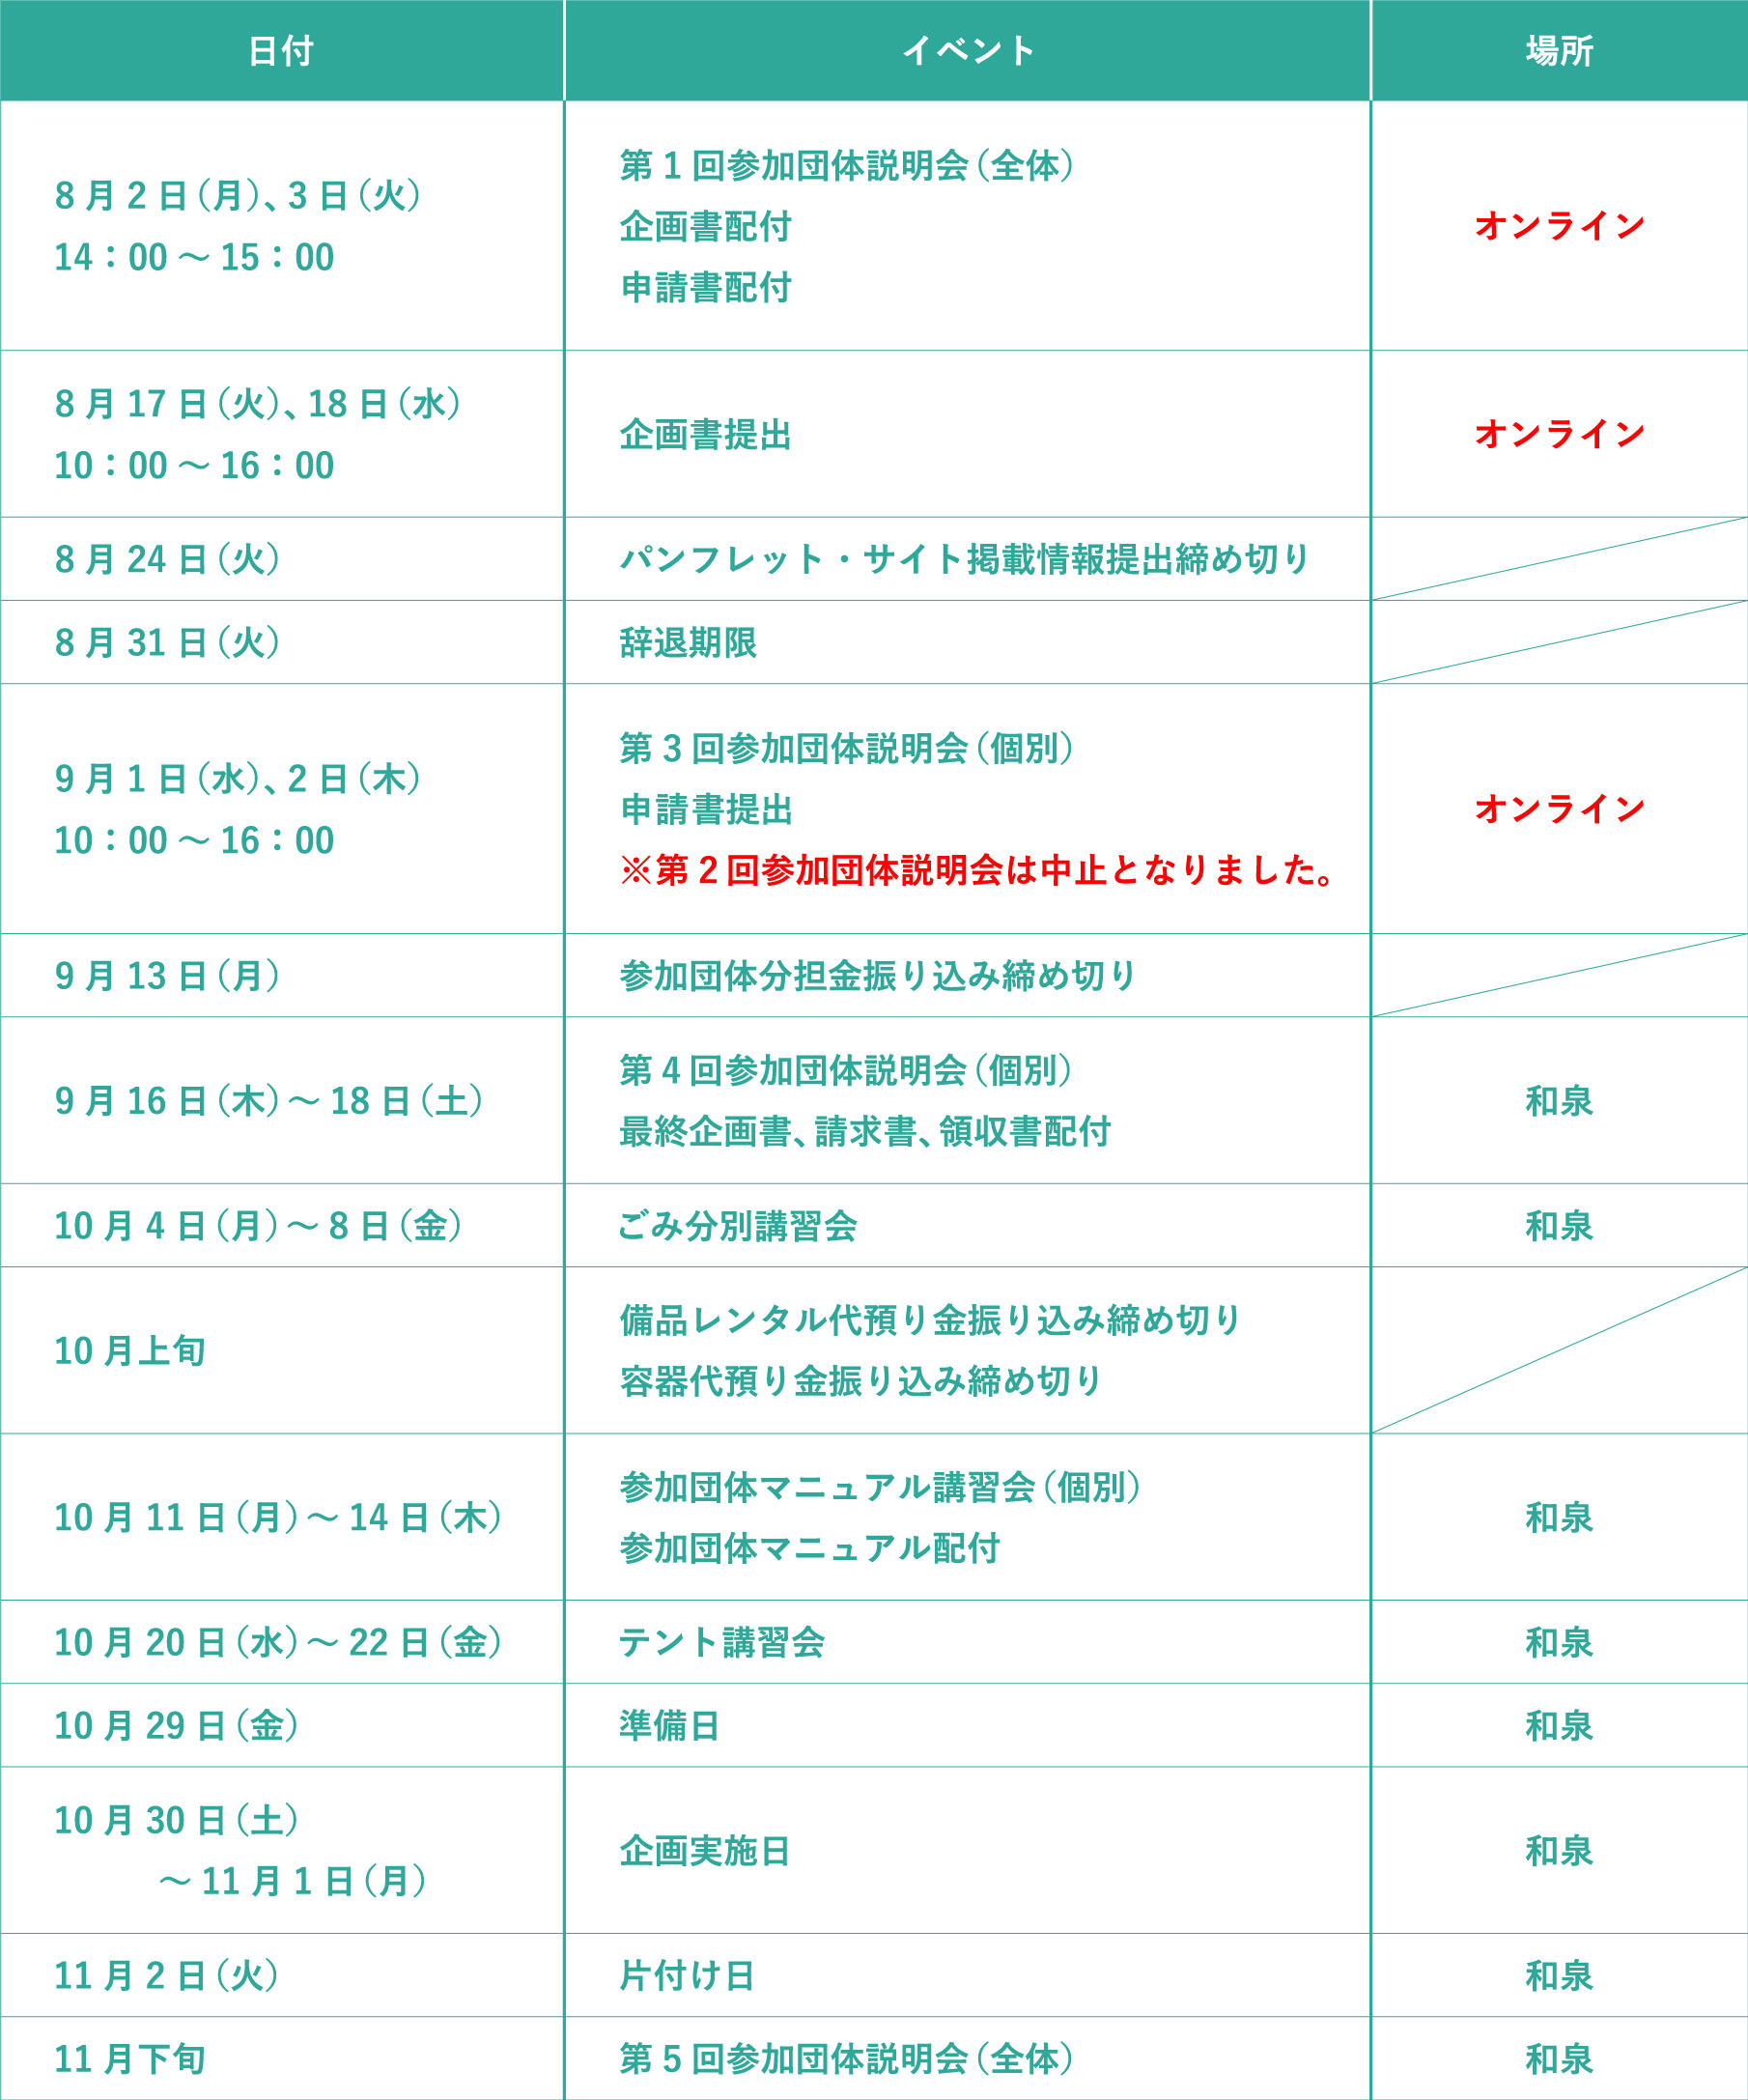 日付 イベント 場所
8月2日（月）、3日（火）
14：00～15：00
第1回参加団体説明会（全体）
企画書配付
申請書配付
オンライン
8月17日（火）、18日（水）
10：00～16：00
企画書提出
オンライン
8月24日（火） パンフレット・サイト掲載情報提出締め切り
8月31日（火） 辞退期限
9月1日（水）、2日（木）
10：00～16：00
第3回参加団体説明会（個別）
申請書提出
※第2回参加団体説明会は中止となりました。
オンライン
9月13日（月） 参加団体分担金振り込み締め切り
9月16日（木）～18日（土）
第4回参加団体説明会（個別）
最終企画書、請求書、領収書配付
和泉
10月4日（月）～8日（金） ごみ分別講習会 和泉
10月上旬
備品レンタル代預り金振り込み締め切り
容器代預り金振り込み締め切り
10月11日（月）～14日（木）
参加団体マニュアル講習会（個別）
参加団体マニュアル配付
和泉
10月20日（水）～22日（金） テント講習会 和泉
10月29日（金） 準備日 和泉
10月30日（土）
～11月1日（月）
企画実施日
和泉
11月2日（火） 片付け日 和泉
11月下旬 第5回参加団体説明会（全体） 和泉